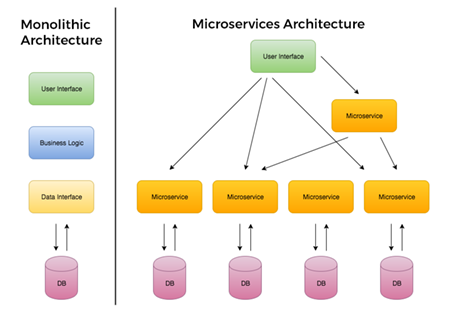 Monolithic
Architecture
User Interface
Business Logic
Data Interface
DB
Microservices Architecture
User Interface
Microservice
Microservice
Microservice
Microservice
Microservice
DB
DB
DB
DB